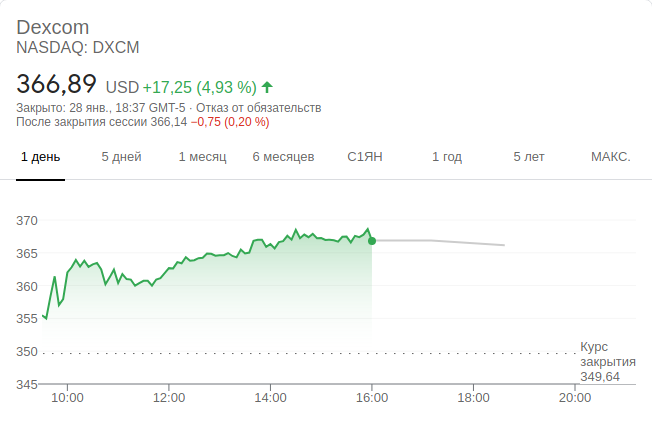 Dexcom
NASDAQ: DXCM
366,89 USD +17,25 (4,93 %)
Закрыто: 28 янв., 18:37 GMT-5 · Отказ от обязательств
После закрытия сессии 366,14 −0,75 (0,20 %)
1 день 5 дней 1 месяц 6 месяцев С1ЯН 1 год 5 лет МАКС.
370
365
360
355
350
345
Курс
закрытия
349,64
10:00 12:00 14:00 16:00 18:00 20:00